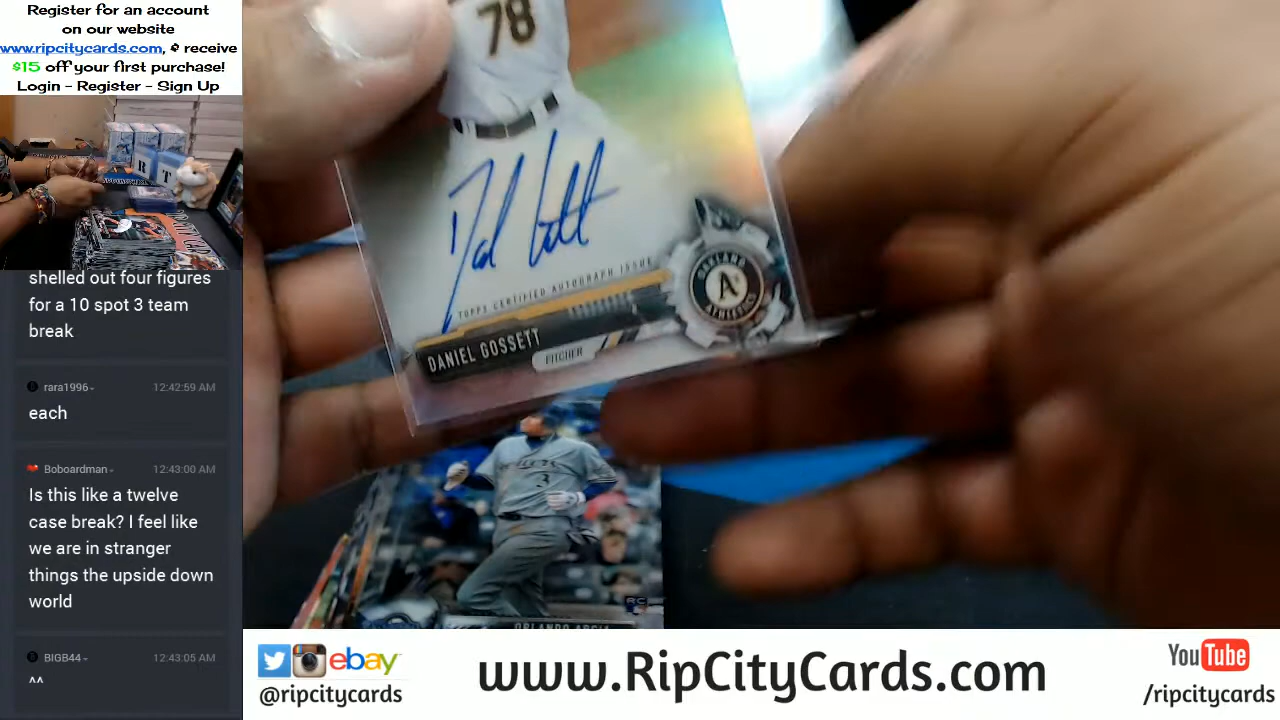 Register for an account
on our website
www.ripcitycards.com, & receive
$15 off your first purchase!
Login - Register - Sign Up
R T
shelled out four figures
for a 10 spot 3 team
break
rara1996 12:42:59 AM
each
Boboardman 12:43:00 AM
Is this like a twelve
case break? I feel like
we are in stranger
things the upside down
world
BIGB44 12:43:05 AM
^^
78
TOPPS CERTIFIED AUTOGRAPH ISSUE
OAKLAND
A's
ATHLETICS
DANIEL GOSSETT
PITCHER
3
RC
ORLANDO ARCIA
ebay
@ripcitycards
www.RipCityCards.com
YouTube
/ripcitycards